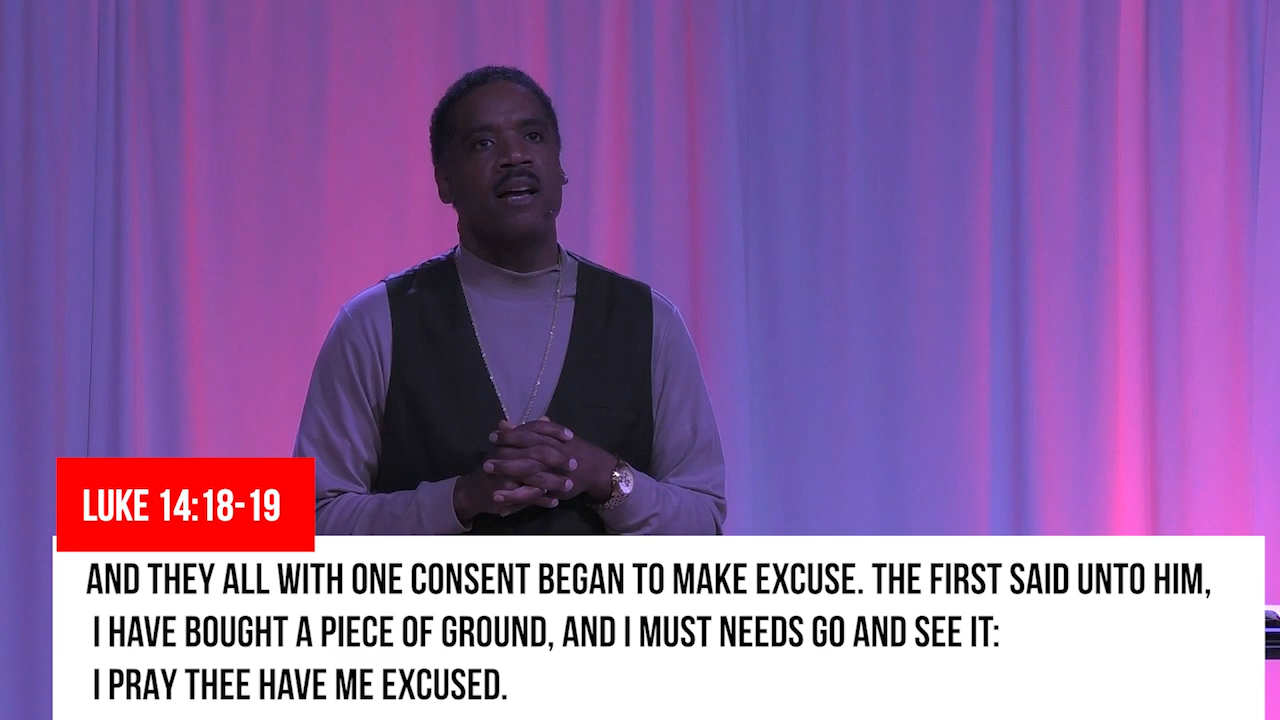 LUKE 14:18-19
AND THEY ALL WITH ONE CONSENT BEGAN TO MAKE EXCUSE. THE FIRST SAID UNTO HIM,
I HAVE BOUGHT A PIECE OF GROUND, AND I MUST NEEDS GO AND SEE IT:
I PRAY THEE HAVE ME EXCUSED.